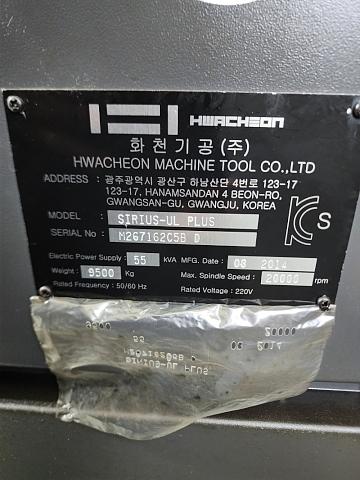 HWACHEON
화천기공(주)
HWACHEON MACHINE TOOL CO.,LTD
ADDRESS : 광주광역시 광산구 하남산단 4번로 123-17
123-17, HANAMSANDAN 4 BEON-RO,
GWANGSAN-GU, GWANGJU, KOREA
MODEL : SIRIUS-UL PLUS
SERIAL No : M267162C5B D
Electric Power Supply : 55 kVA MFG. Date : 08 2014
Weight : 9500 Kg Max. Spindle Speed : 20000 rpm
Rated Frequency : 50/60 Hz Rated Voltage : 220V
KCs